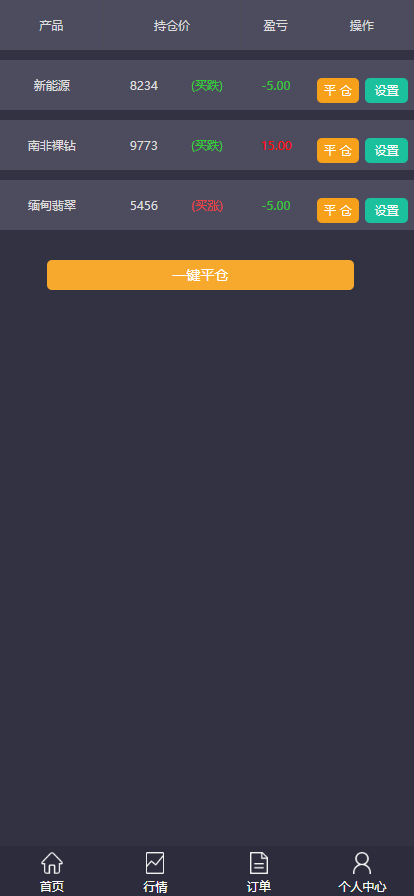 产品 持仓价 盈亏 操作
新能源 8234 (买跌) -5.00 平 仓 设置
南非裸钻 9773 (买跌) 15.00 平 仓 设置
缅甸翡翠 5456 (买涨) -5.00 平 仓 设置
一键平仓
首页 行情 订单 个人中心